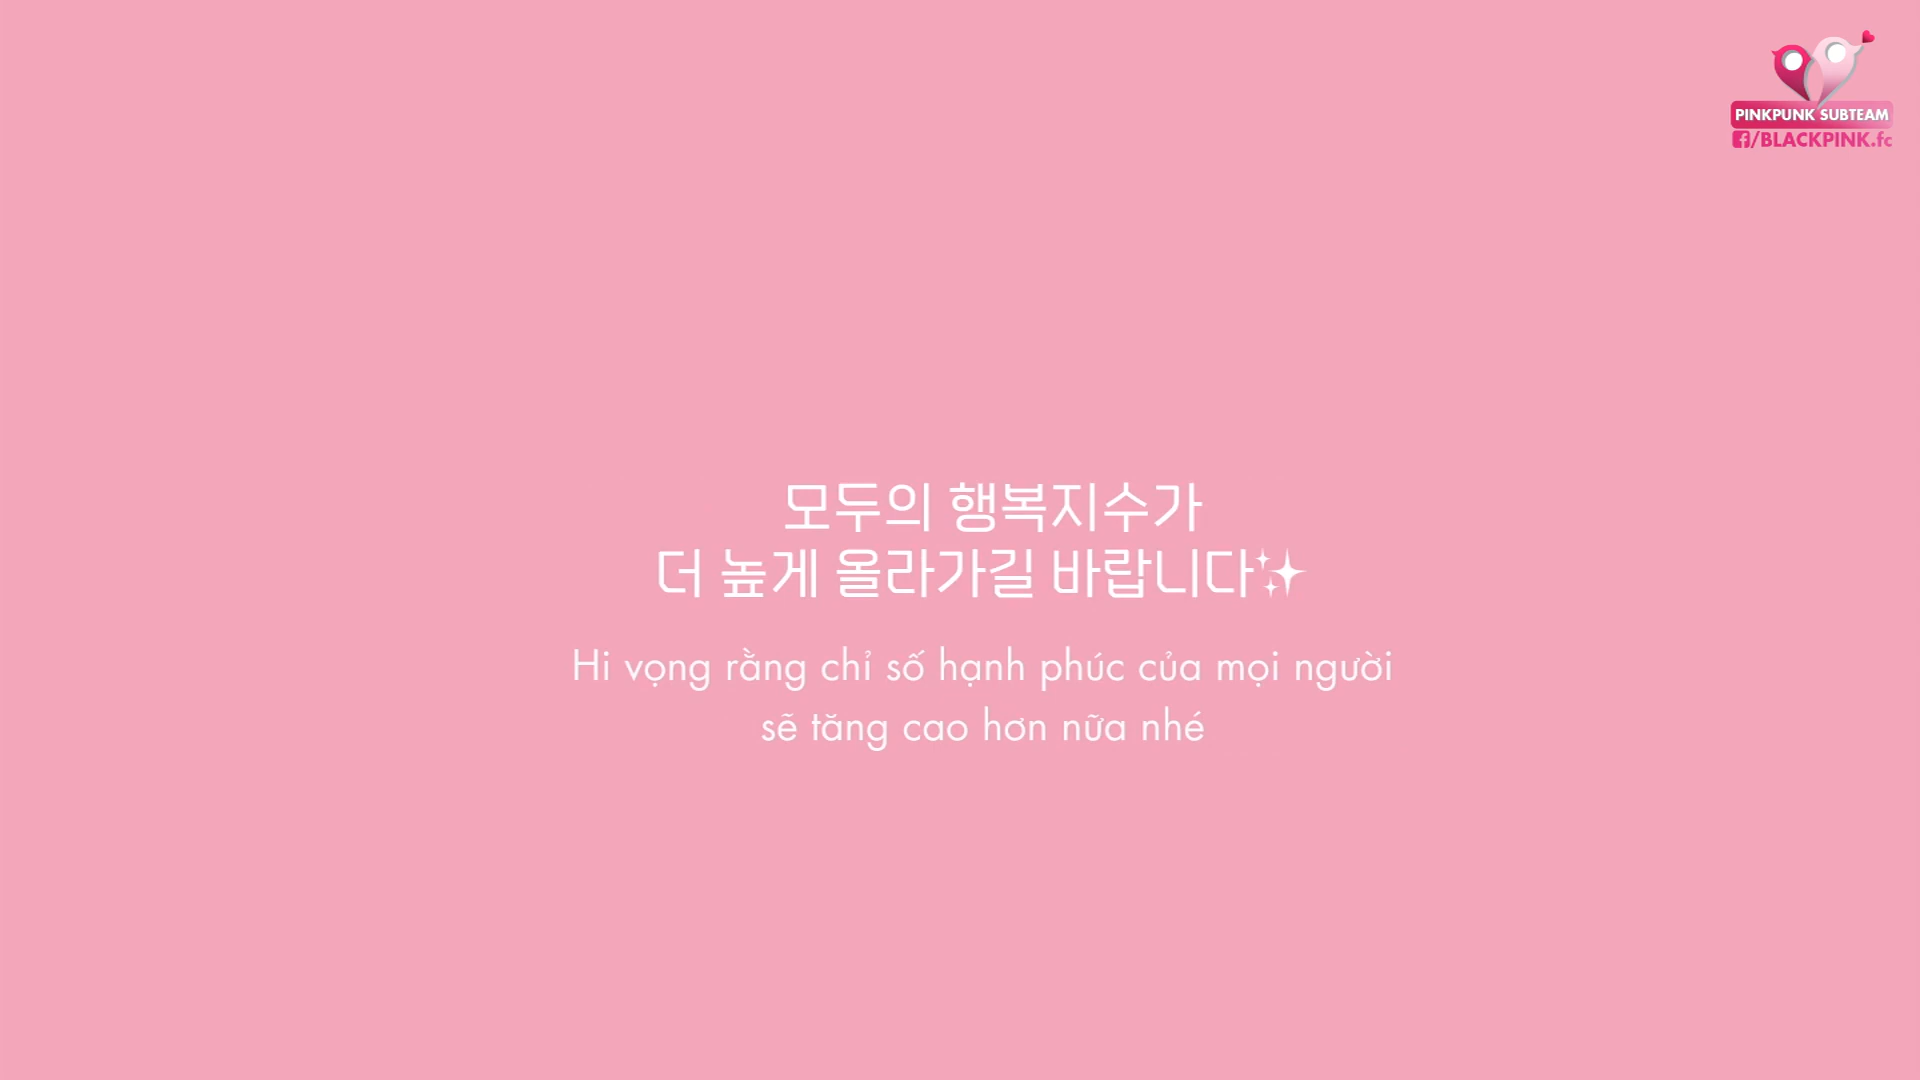 PINKPUNK SUBTEAM
/BLACKPINK.fc
모두의 행복지수가
더 높게 올라가길 바랍니다✨
Hi vọng rằng chỉ số hạnh phúc của mọi người
sẽ tăng cao hơn nữa nhé